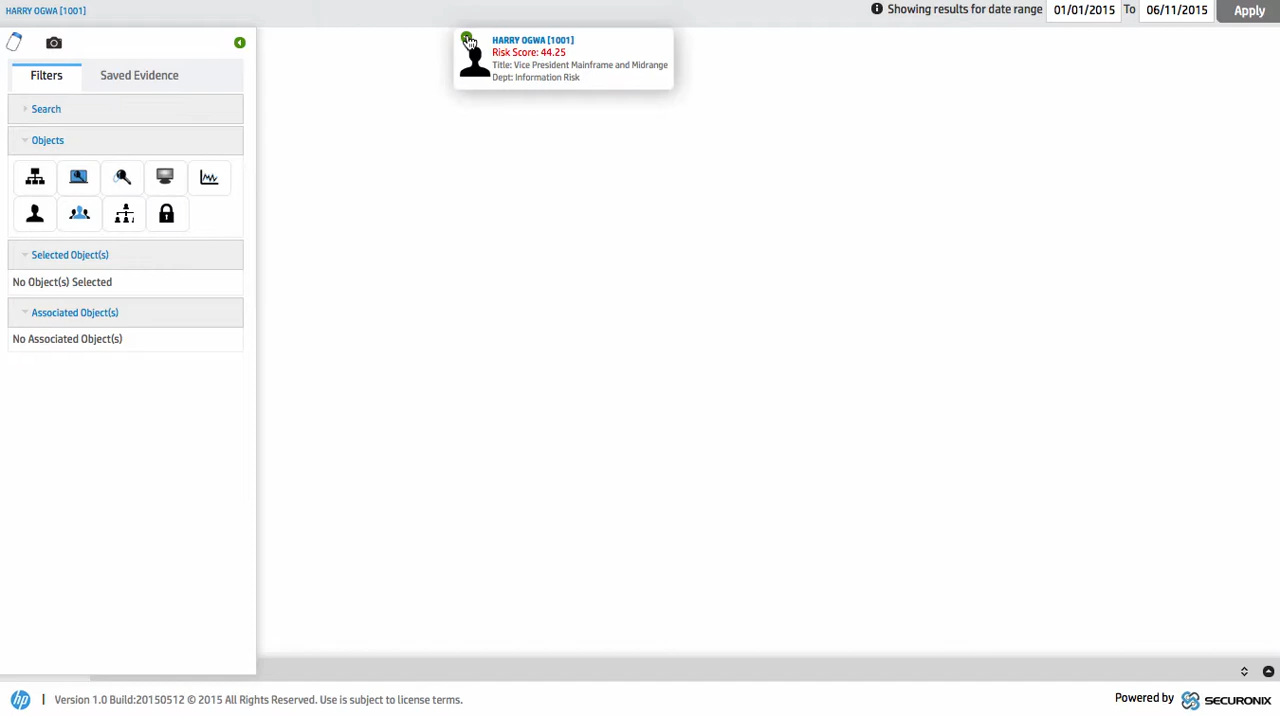 HARRY OGWA [1001]
Showing results for date range 01/01/2015 To 06/11/2015 Apply
HARRY OGWA [1001]
Risk Score: 44.25
Title: Vice President Mainframe and Midrange
Dept: Information Risk
Filters Saved Evidence
Search
Objects
Selected Object(s)
No Object(s) Selected
Associated Object(s)
No Associated Object(s)
hp | Version 1.0 Build:20150512 © 2015 All Rights Reserved. Use is subject to license terms.
Powered by SECURONIX